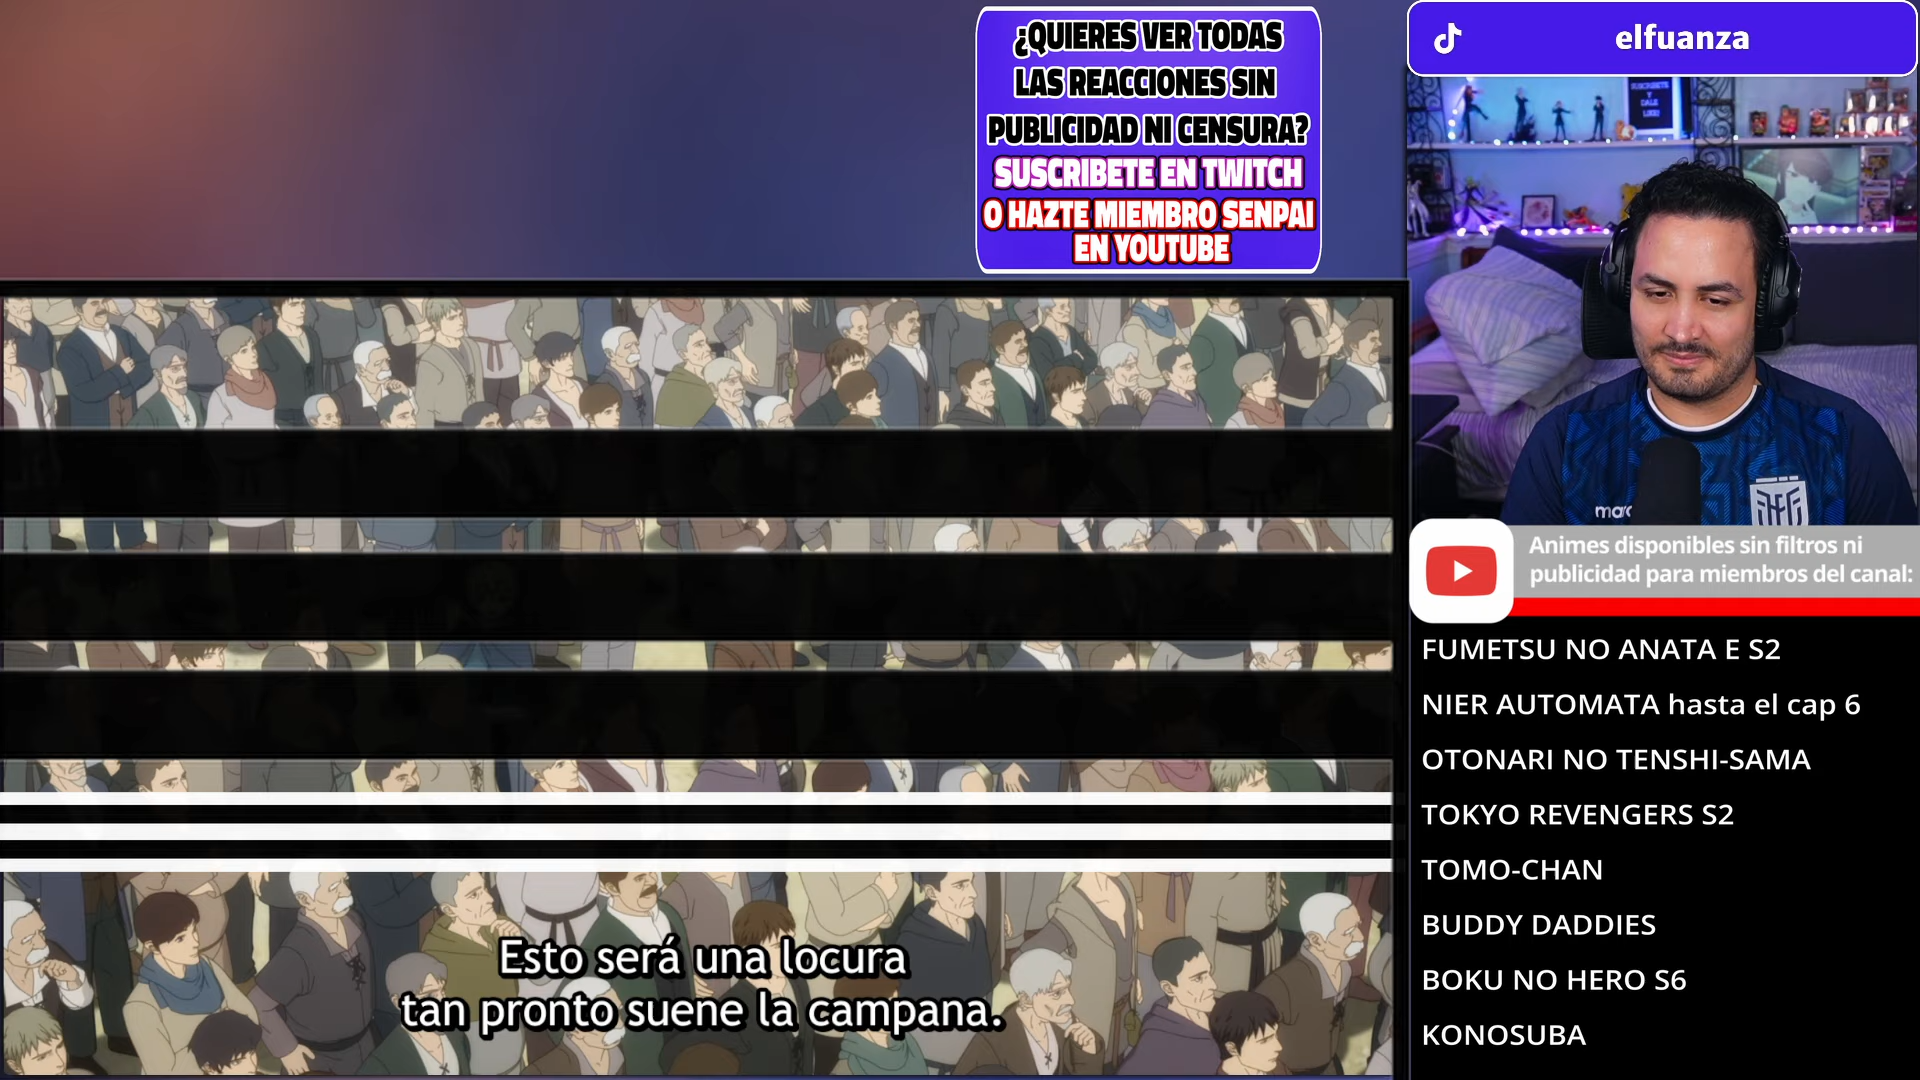 ¿QUIERES VER TODAS
LAS REACCIONES SIN
PUBLICIDAD NI CENSURA?
SUSCRIBETE EN TWITCH
O HAZTE MIEMBRO SENPAI
EN YOUTUBE
elfuanza
SUSCRIBETE
Y
DALE
LIKE!
Animes disponibles sin filtros ni
publicidad para miembros del canal:
FUMETSU NO ANATA E S2
NIER AUTOMATA hasta el cap 6
OTONARI NO TENSHI-SAMA
TOKYO REVENGERS S2
TOMO-CHAN
BUDDY DADDIES
BOKU NO HERO S6
KONOSUBA
Esto será una locura
tan pronto suene la campana.